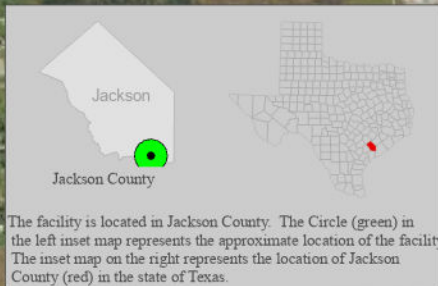 Jackson
Jackson County
The facility is located in Jackson County. The Circle (green) in
the left inset map represents the approximate location of the facility
The inset map on the right represents the location of Jackson
County (red) in the state of Texas.